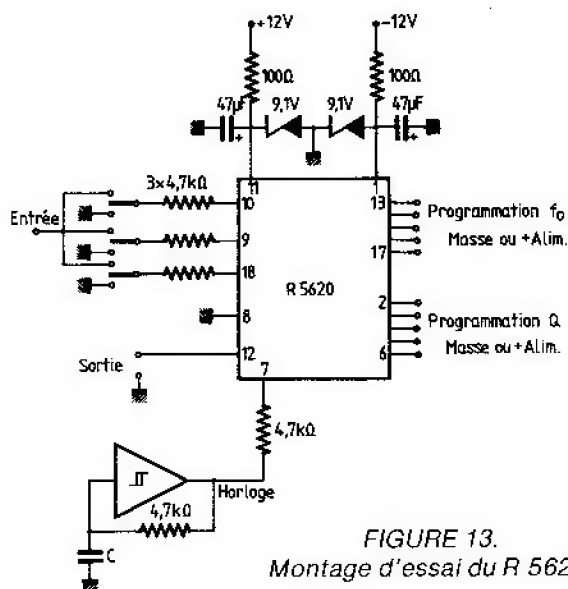 +12V
-12V
100Ω
100Ω
47µF
9,1V
9,1V
47µF
+
+
3×4,7kΩ
Entrée
11
1
10
9
18
8
12
7
R 5620
13
17
2
6
Programmation fo
Masse ou +Alim.
Programmation Q
Masse ou +Alim.
Sortie
4,7kΩ
Horloge
4,7kΩ
C
FIGURE 13.
Montage d'essai du R 562